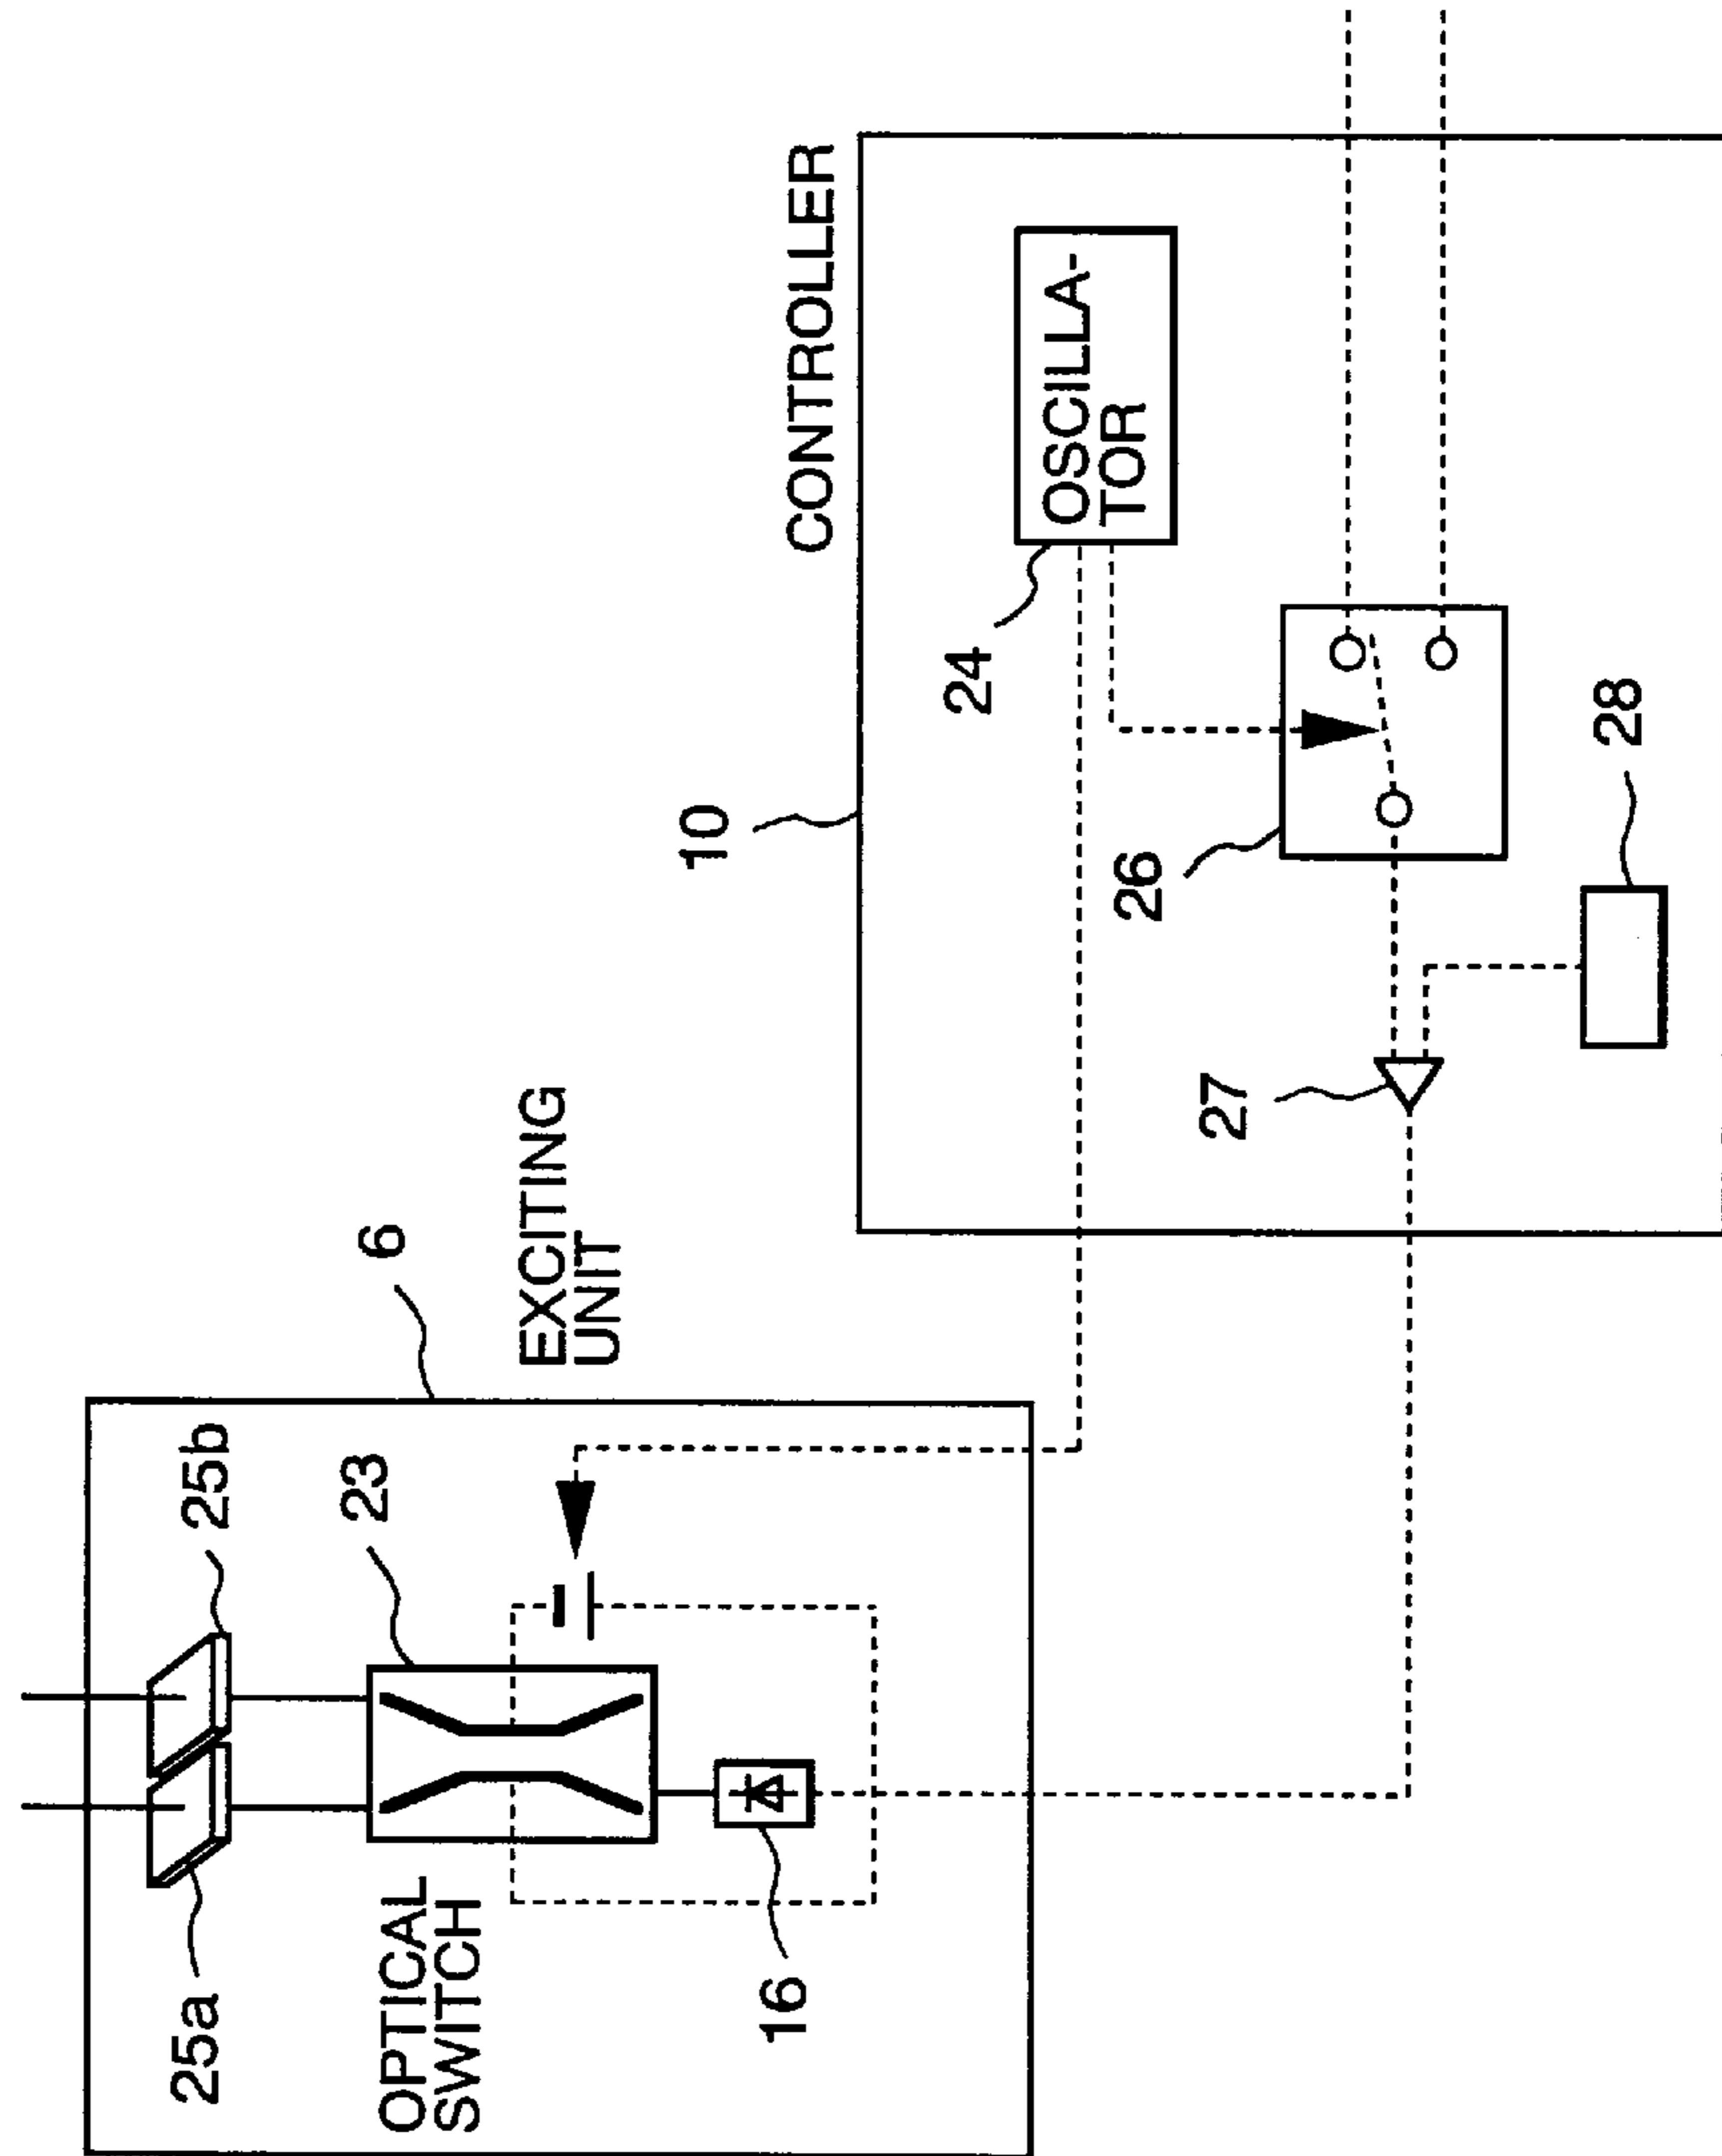 25a
25b
6
OPTICAL
SWITCH
23
EXCITING
UNIT
16
10
CONTROLLER
24
OSCILLA-
TOR
26
27
28